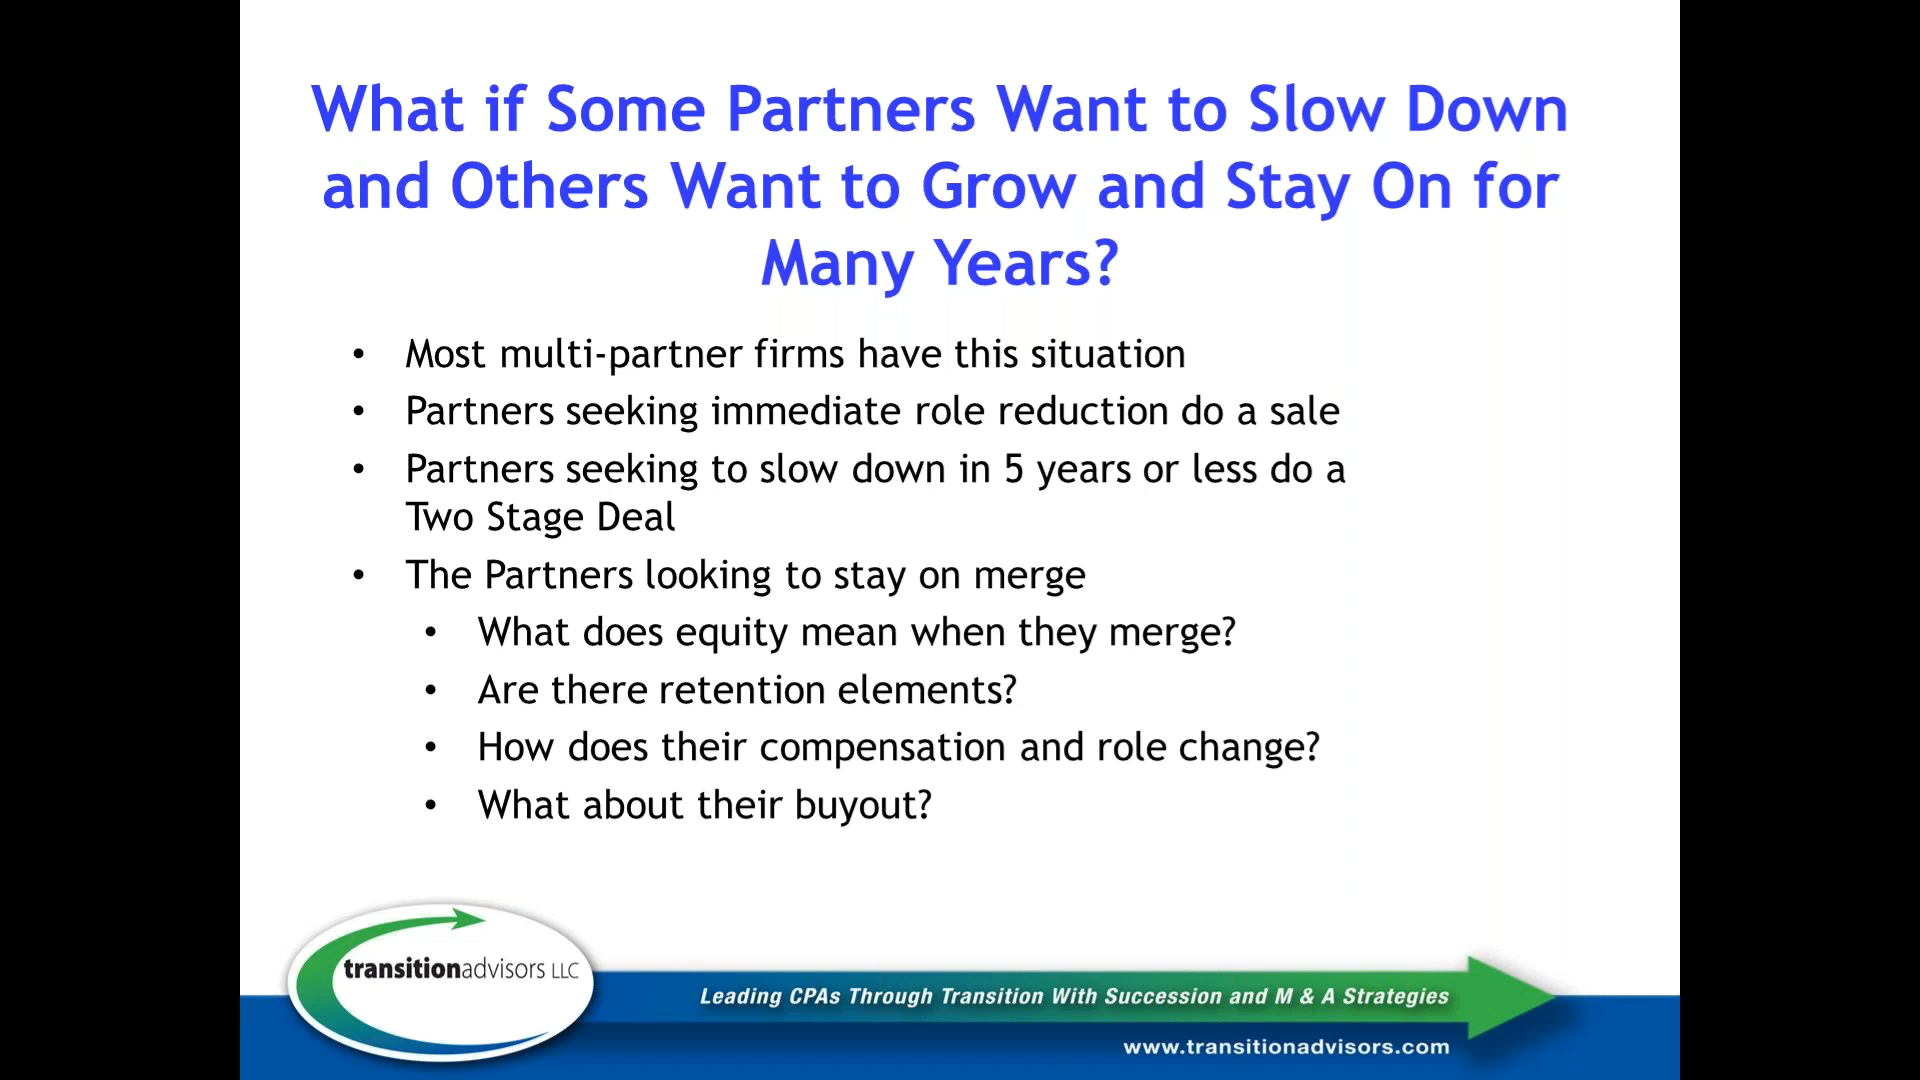 What if Some Partners Want to Slow Down
and Others Want to Grow and Stay On for
Many Years?
• Most multi-partner firms have this situation
• Partners seeking immediate role reduction do a sale
• Partners seeking to slow down in 5 years or less do a
Two Stage Deal
• The Partners looking to stay on merge
• What does equity mean when they merge?
• Are there retention elements?
• How does their compensation and role change?
• What about their buyout?
transitionadvisors LLC
Leading CPAs Through Transition With Succession and M & A Strategies
www.transitionadvisors.com